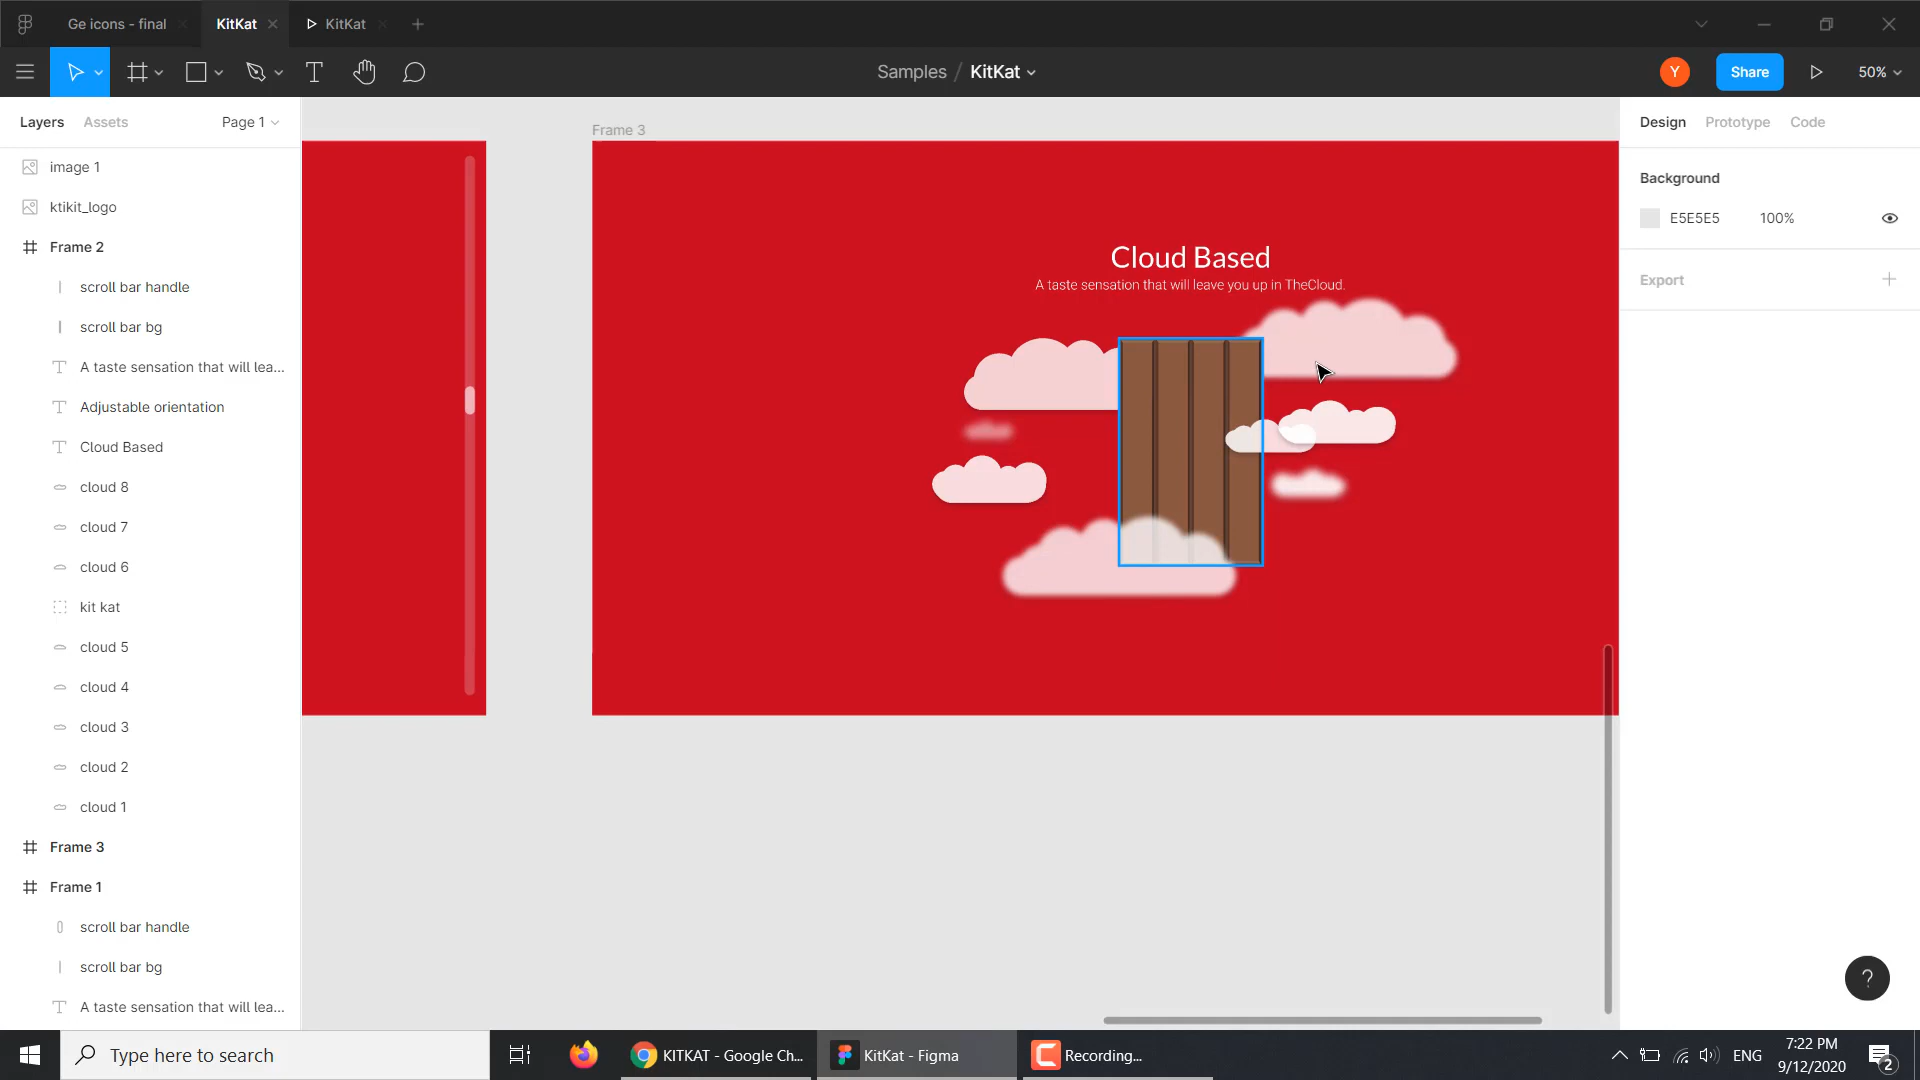 Ge icons - final
KitKat
KitKat
Samples / KitKat
Y
Share
50%
Layers
Assets
Page 1
image 1
ktikit_logo
Frame 2
scroll bar handle
scroll bar bg
A taste sensation that will lea...
Adjustable orientation
Cloud Based
cloud 8
cloud 7
cloud 6
kit kat
cloud 5
cloud 4
cloud 3
cloud 2
cloud 1
Frame 3
Frame 1
scroll bar handle
scroll bar bg
A taste sensation that will lea...
Frame 3
Cloud Based
A taste sensation that will leave you up in TheCloud.
Design
Prototype
Code
Background
E5E5E5
100%
Export
?
Type here to search
KITKAT - Google Ch...
KitKat - Figma
Recording...
ENG
7:22 PM
9/12/2020
2